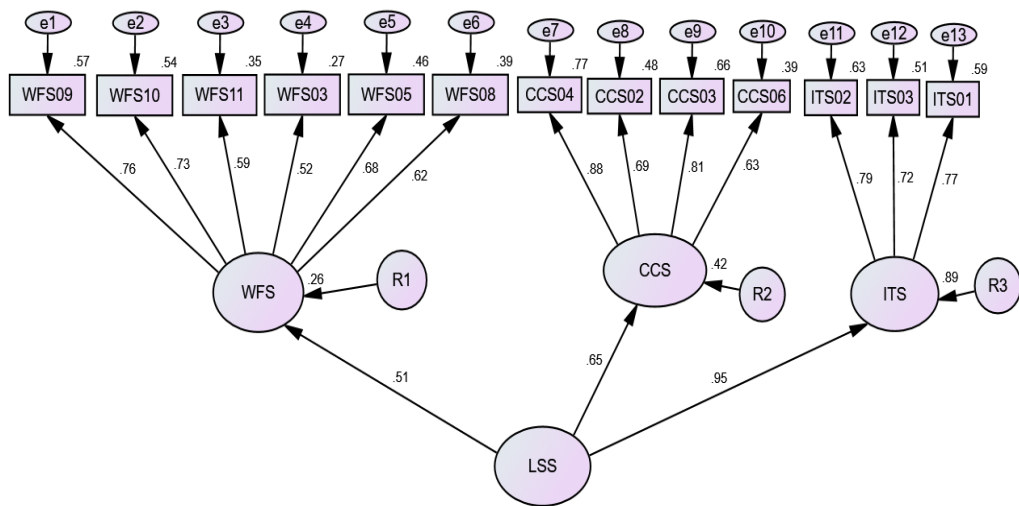 e1 e2 e3 e4 e5 e6 e7 e8 e9 e10 e11 e12 e13
.57 .54 .35 .27 .46 .39 .77 .48 .66 .39 .63 .51 .59
WFS09 WFS10 WFS11 WFS03 WFS05 WFS08 CCS04 CCS02 CCS03 CCS06 ITS02 ITS03 ITS01
.76 .73 .59 .52 .68 .62 .88 .69 .81 .63 .79 .72 .77
WFS .26 R1 CCS .42 R2 ITS .89 R3
.51 .65 .95
LSS